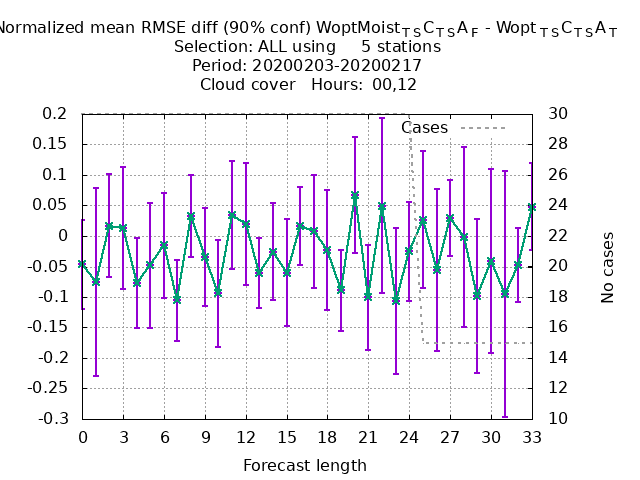 Normalized mean RMSE diff (90% conf) WoptMoist_TSC_TSA_F - Wopt_TSC_TSA_T
Selection: ALL using 5 stations
Period: 20200203-20200217
Cloud cover Hours: 00,12
Cases
0.2
0.15
0.1
0.05
0
-0.05
-0.1
-0.15
-0.2
-0.25
-0.3
30
28
26
24
22
20
18
16
14
12
10
No cases
0 3 6 9 12 15 18 21 24 27 30 33
Forecast length